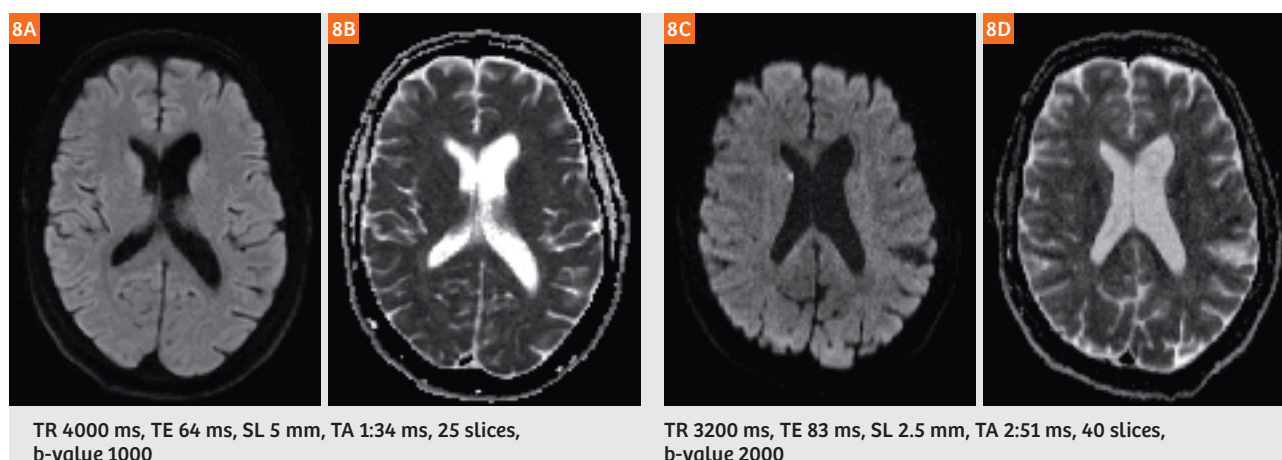 8A
8B
8C
8D
TR 4000 ms, TE 64 ms, SL 5 mm, TA 1:34 ms, 25 slices,
b-value 1000
TR 3200 ms, TE 83 ms, SL 2.5 mm, TA 2:51 ms, 40 slices,
b-value 2000